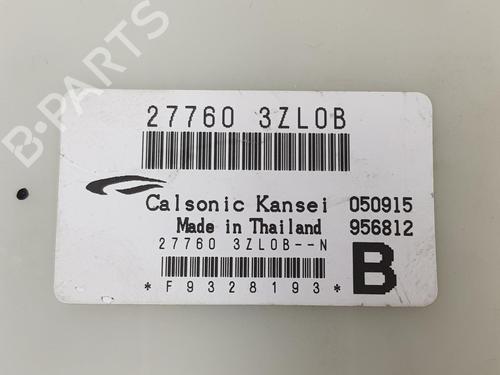 B-PARTS
27760 3ZL0B
Calsonic Kansei 050915
Made in Thailand 956812
27760 3ZL0B--N
B
*F9328193*